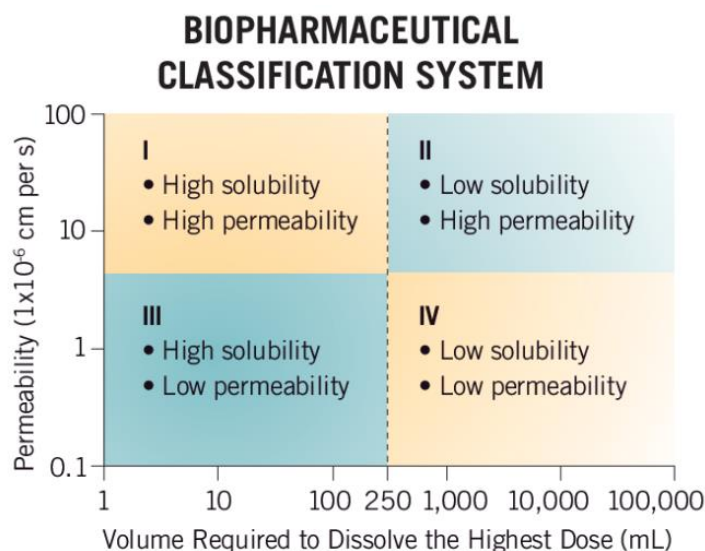 BIOPHARMACEUTICAL
CLASSIFICATION SYSTEM
Permeability (1x10⁻⁶ cm per s)
100
10
1
0.1
I
• High solubility
• High permeability
II
• Low solubility
• High permeability
III
• High solubility
• Low permeability
IV
• Low solubility
• Low permeability
1 10 100 250 1,000 10,000 100,000
Volume Required to Dissolve the Highest Dose (mL)